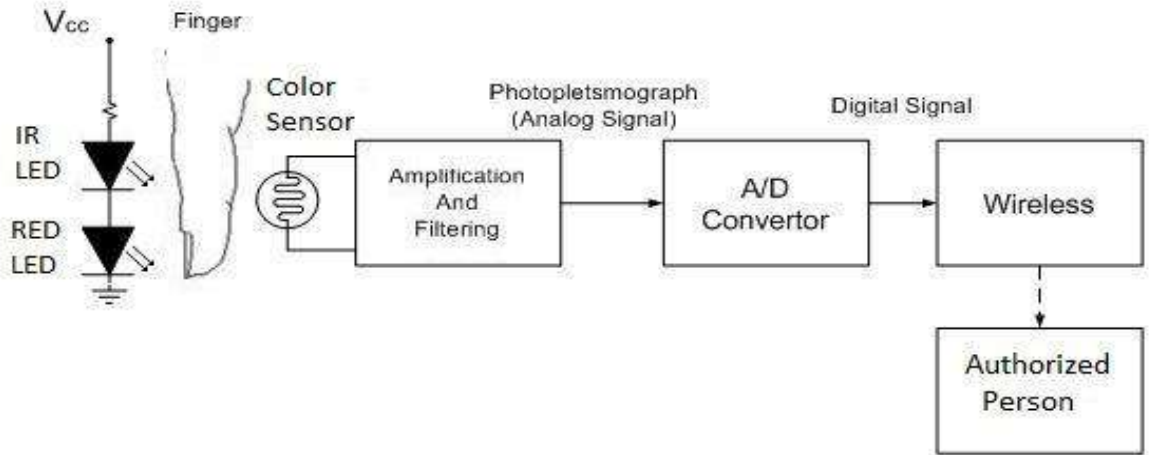 Vcc
Finger
IR
LED
RED
LED
Color
Sensor
Amplification
And
Filtering
Photopletsmograph
(Analog Signal)
A/D
Convertor
Digital Signal
Wireless
Authorized
Person